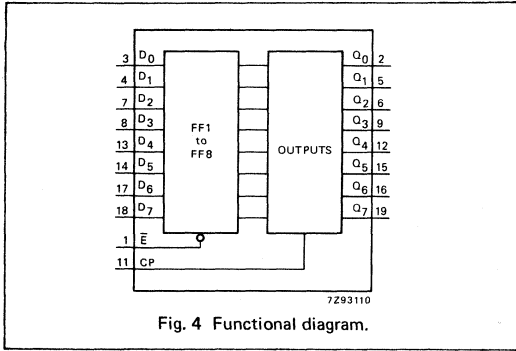 3 D0 Q0 2
4 D1 Q1 5
7 D2 Q2 6
8 D3 Q3 9
13 D4 Q4 12
14 D5 Q5 15
17 D6 Q6 16
18 D7 Q7 19
FF1
to
FF8
OUTPUTS
1 E̅
11 CP
7Z93110
Fig. 4 Functional diagram.